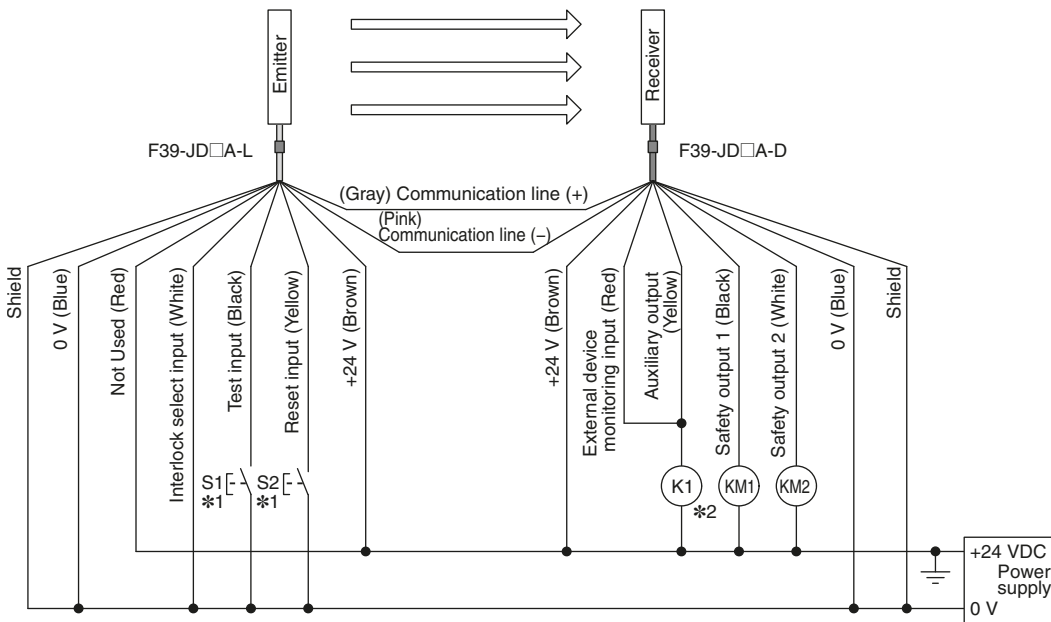 Emitter
Receiver
F39-JD□A-L
F39-JD□A-D
(Gray) Communication line (+)
(Pink)
Communication line (−)
Shield
0 V (Blue)
Not Used (Red)
Interlock select input (White)
Test input (Black)
Reset input (Yellow)
+24 V (Brown)
+24 V (Brown)
External device
monitoring input (Red)
Auxiliary output
(Yellow)
Safety output 1 (Black)
Safety output 2 (White)
0 V (Blue)
Shield
S1
✱1
S2
✱1
K1
✱2
KM1
KM2
+24 VDC
Power
supply
0 V